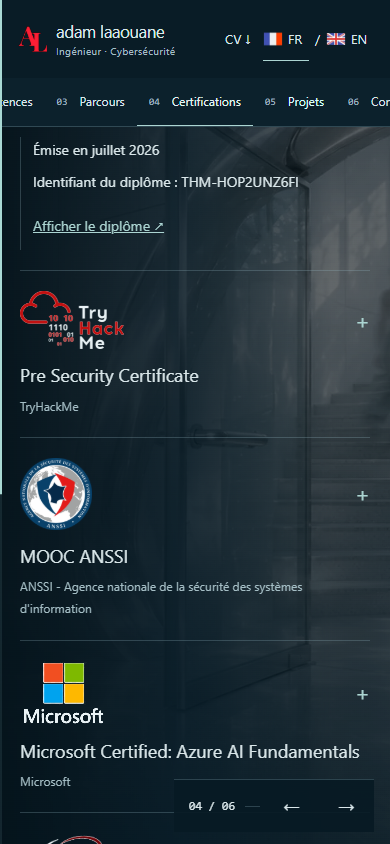 adam laaouane
Ingénieur · Cybersécurité
CV ↓ FR / EN
ences 03 Parcours 04 Certifications 05 Projets 06 Con
Émise en juillet 2026
Identifiant du diplôme : THM-HOP2UNZ6FI
Afficher le diplôme ↗
Try
Hack
Me
+
Pre Security Certificate
TryHackMe
ANSSI
+
MOOC ANSSI
ANSSI - Agence nationale de la sécurité des systèmes
d'information
Microsoft
+
Microsoft Certified: Azure AI Fundamentals
Microsoft
04 / 06 ← →